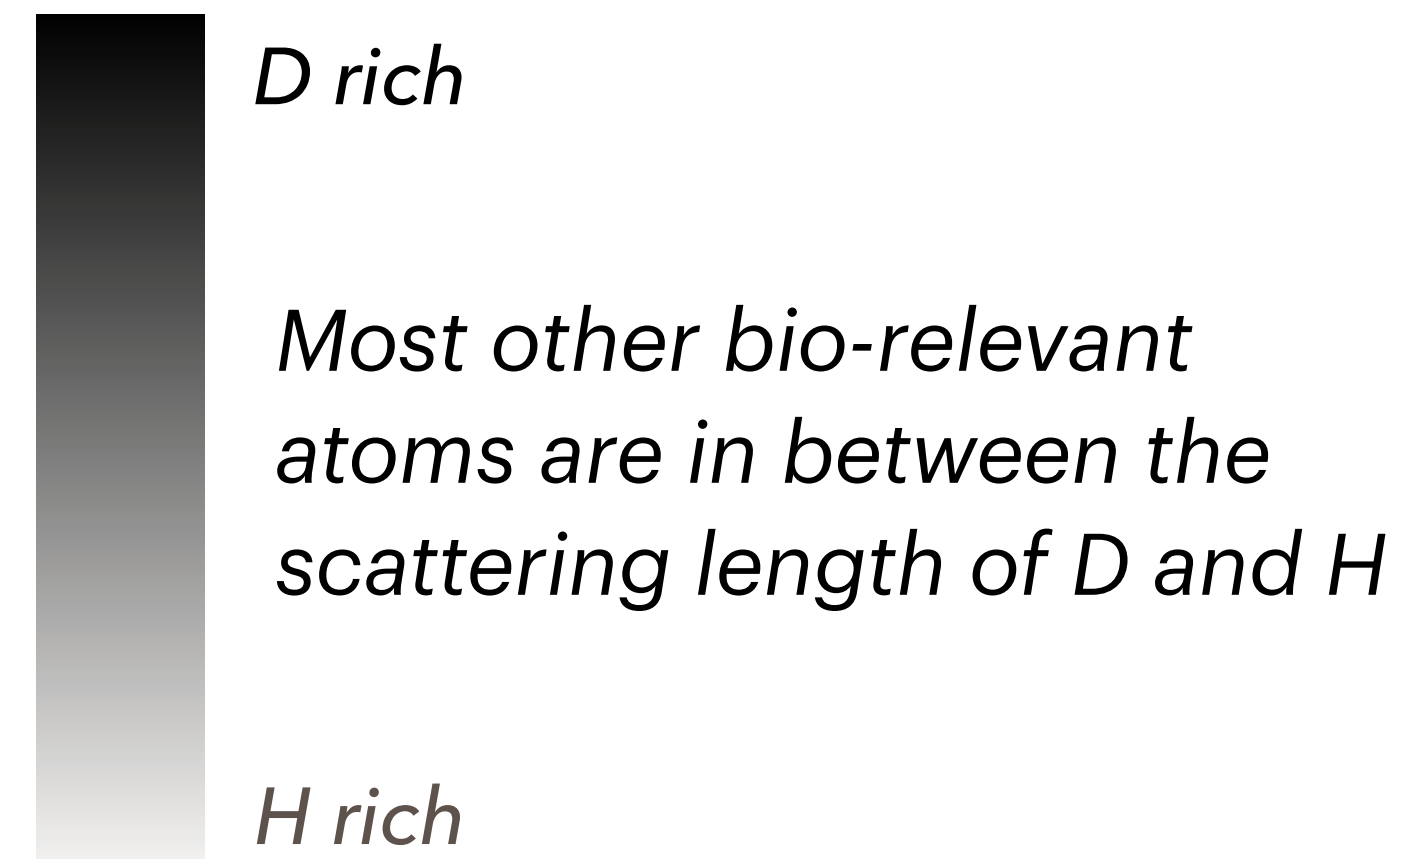 D rich
Most other bio-relevant
atoms are in between the
scattering length of D and H
H rich